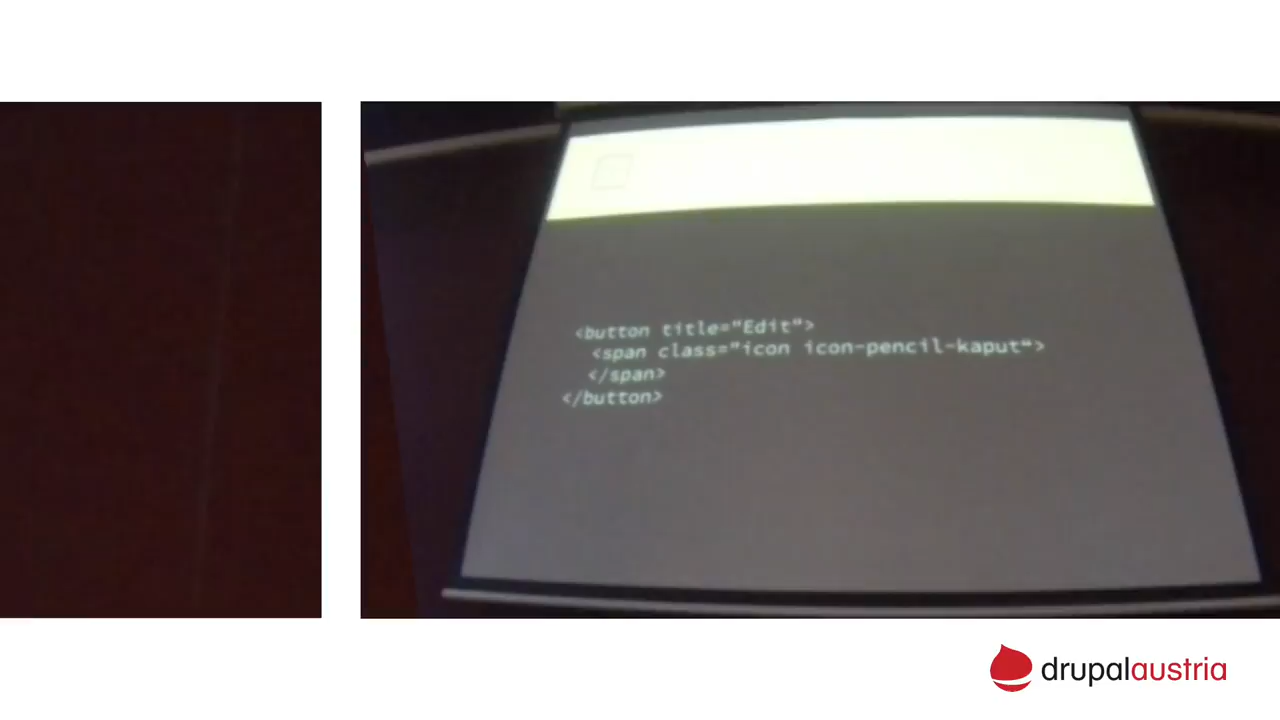 <button title="Edit">
<span class="icon icon-pencil-kaput“>
</span>
</button>
drupalaustria